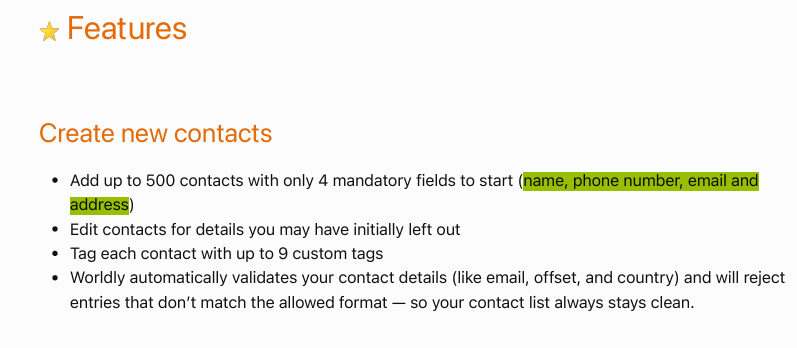 ⭐ Features
Create new contacts
• Add up to 500 contacts with only 4 mandatory fields to start (name, phone number, email and
address)
• Edit contacts for details you may have initially left out
• Tag each contact with up to 9 custom tags
• Worldly automatically validates your contact details (like email, offset, and country) and will reject
entries that don’t match the allowed format — so your contact list always stays clean.